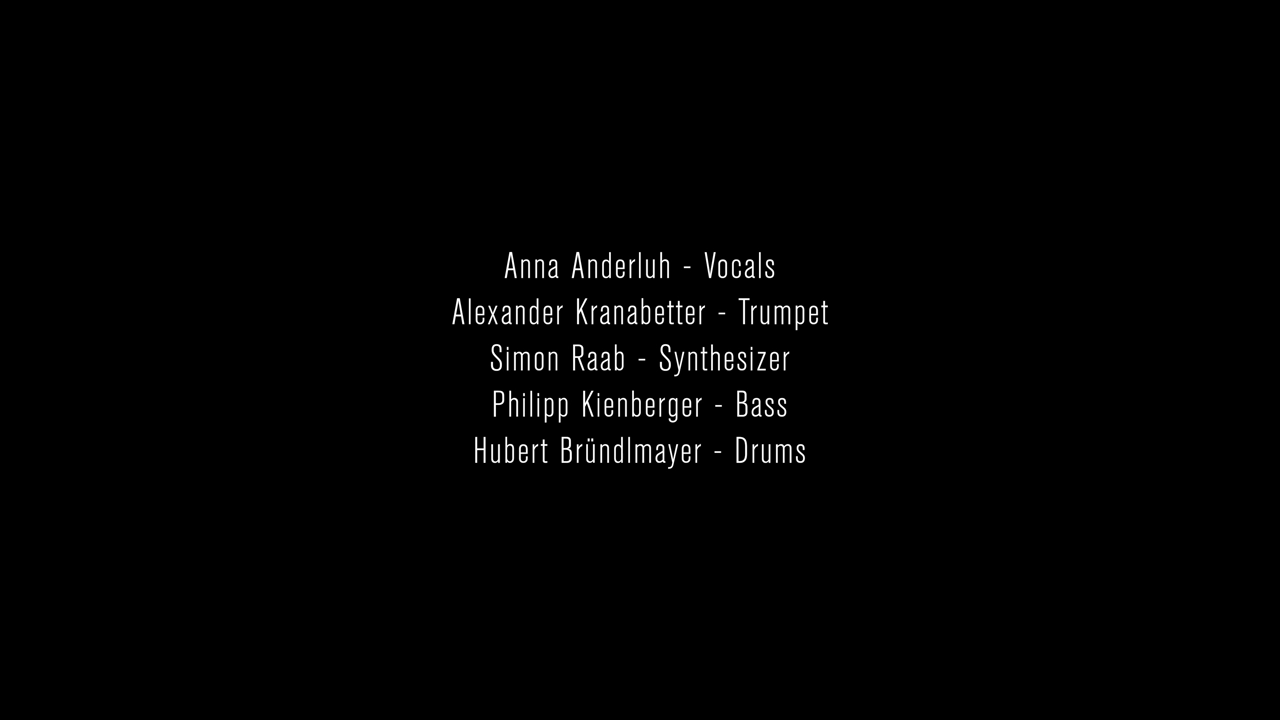 Anna Anderluh - Vocals
Alexander Kranabetter - Trumpet
Simon Raab - Synthesizer
Philipp Kienberger - Bass
Hubert Bründlmayer - Drums